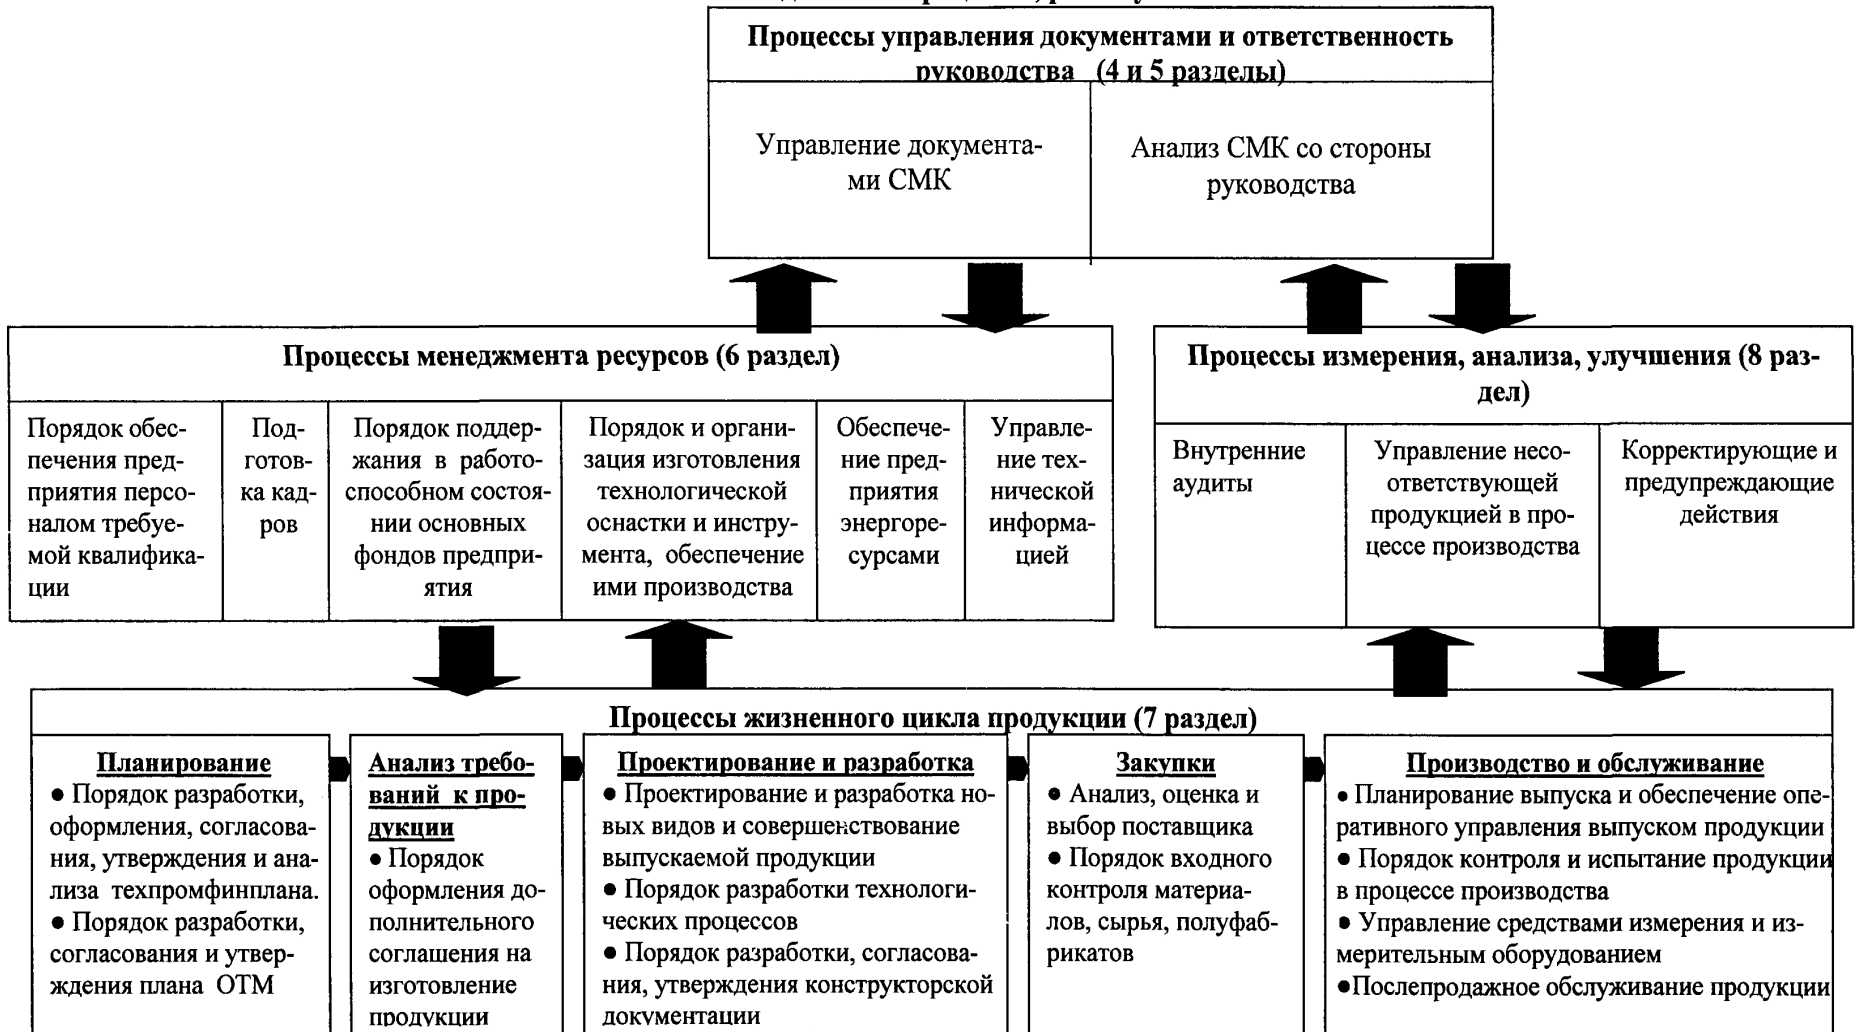 Процессы управления документами и ответственность
руководства (4 и 5 разделы)
Управление документа-
ми СМК
Анализ СМК со стороны
руководства
Процессы менеджмента ресурсов (6 раздел)
Порядок обес-
печения пред-
приятия персо-
налом требуе-
мой квалифика-
ции
Под-
готов-
ка кад-
ров
Порядок поддер-
жания в работо-
способном состоя-
нии основных
фондов предпри-
ятия
Порядок и органи-
зация изготовления
технологической
оснастки и инстру-
мента, обеспечение
ими производства
Обеспече-
ние пред-
приятия
энергоре-
сурсами
Управле-
ние тех-
нической
информа-
цией
Процессы измерения, анализа, улучшения (8 раз-
дел)
Внутренние
аудиты
Управление несо-
ответствующей
продукцией в про-
цессе производства
Корректирующие и
предупреждающие
действия
Процессы жизненного цикла продукции (7 раздел)
Планирование
● Порядок разработки,
оформления, согласова-
ния, утверждения и ана-
лиза техпромфинплана.
● Порядок разработки,
согласования и утвер-
ждения плана ОТМ
Анализ требо-
ваний к про-
дукции
● Порядок
оформления до-
полнительного
соглашения на
изготовление
продукции
Проектирование и разработка
● Проектирование и разработка но-
вых видов и совершенствование
выпускаемой продукции
● Порядок разработки технологи-
ческих процессов
● Порядок разработки, согласова-
ния, утверждения конструкторской
документации
Закупки
● Анализ, оценка и
выбор поставщика
● Порядок входного
контроля материа-
лов, сырья, полуфаб-
рикатов
Производство и обслуживание
● Планирование выпуска и обеспечение опе-
ративного управления выпуском продукции
● Порядок контроля и испытание продукции
в процессе производства
● Управление средствами измерения и из-
мерительным оборудованием
●Послепродажное обслуживание продукции